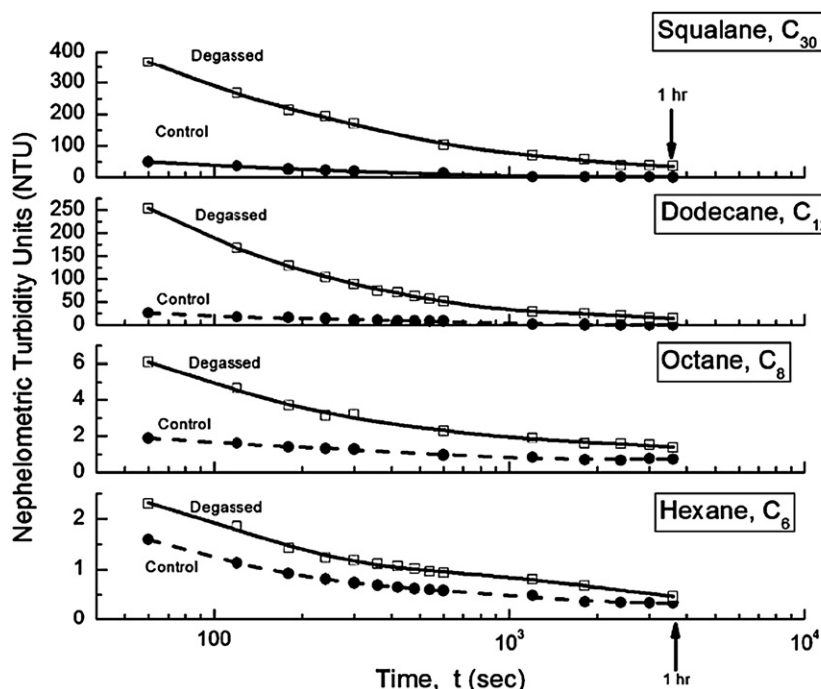 Squalane, C₃₀
400
Degassed
300
1 hr
200
Control
100
0
Dodecane, C₁
250
200
Degassed
150
100
Control
50
0
Octane, C₈
6
Degassed
4
Control
2
0
Hexane, C₆
2
Degassed
1
Control
0
100
10³
10⁴
Nephelometric Turbidity Units (NTU)
Time, t (sec)
1 hr